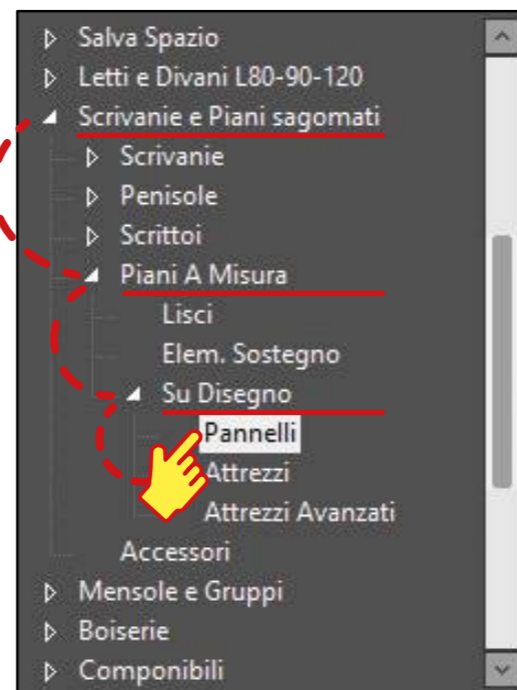 Salva Spazio
Letti e Divani L80-90-120
Scrivanie e Piani sagomati
Scrivanie
Penisole
Scrittoi
Piani A Misura
Lisci
Elem. Sostegno
Su Disegno
Pannelli
Attrezzi
Attrezzi Avanzati
Accessori
Mensole e Gruppi
Boiserie
Componibili